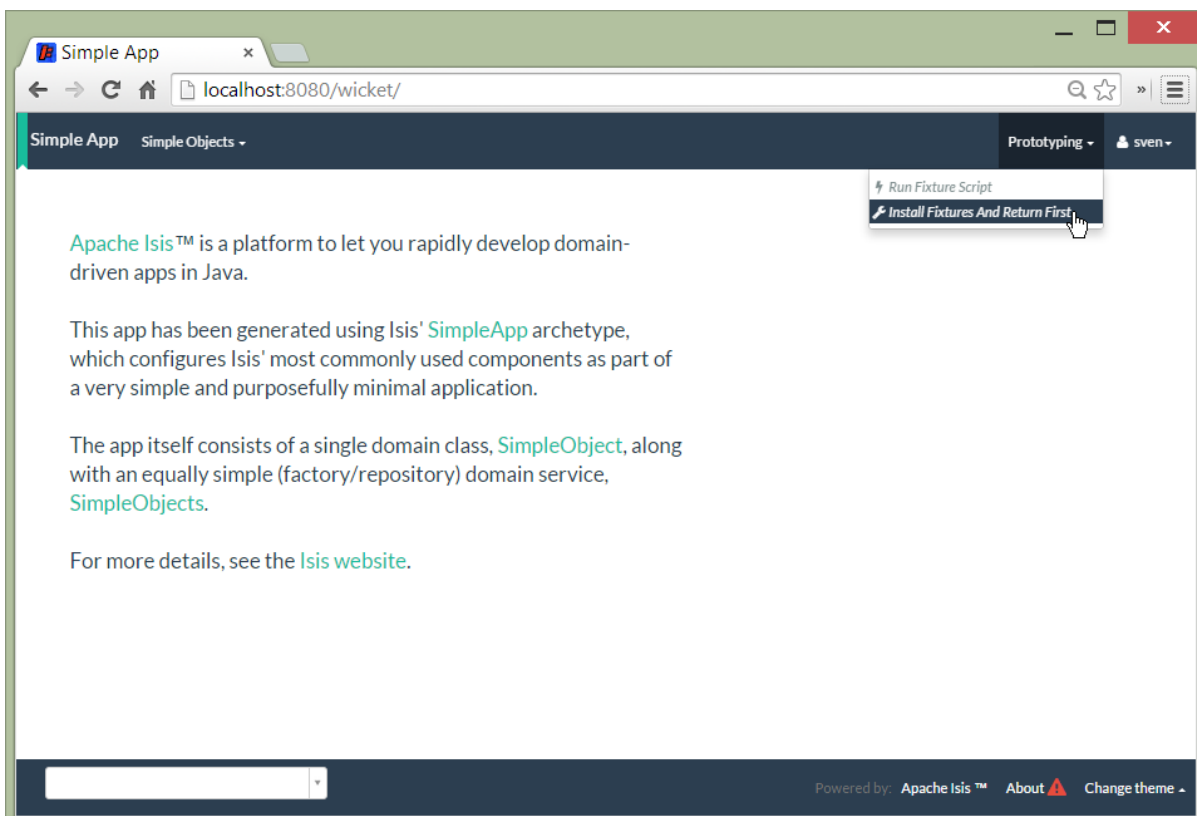 Simple App
localhost:8080/wicket/
Simple App Simple Objects Prototyping sven
Run Fixture Script
Install Fixtures And Return First
Apache Isis™ is a platform to let you rapidly develop domain-
driven apps in Java.
This app has been generated using Isis' SimpleApp archetype,
which configures Isis' most commonly used components as part of
a very simple and purposefully minimal application.
The app itself consists of a single domain class, SimpleObject, along
with an equally simple (factory/repository) domain service,
SimpleObjects.
For more details, see the Isis website.
Powered by: Apache Isis ™ About Change theme